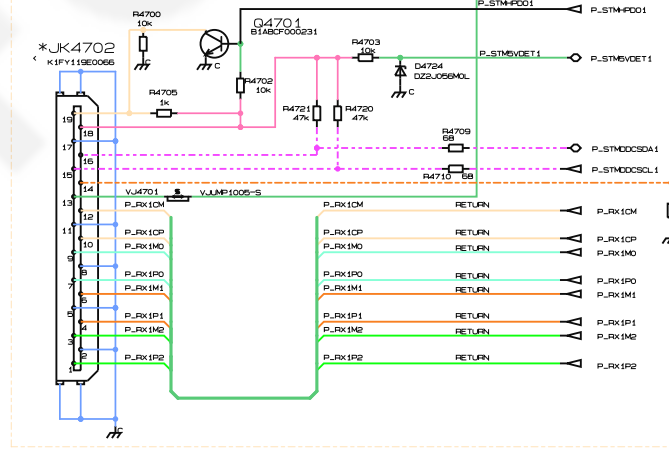 P_STMHPD01
P_STMHPD01
R4700
10k
Q4701
B1ABCF000231
C
C
*JK4702
K1FY119E0066
R4702
10k
R4703
10k
P_STM5VDET1
P_STM5VDET1
D4724
DZ2J056M0L
C
R4705
1k
R4721
47k
R4720
47k
19
18
17
16
15
14
13
12
11
10
9
8
7
6
5
4
3
2
1
R4709
68
P_STMDDCSDA1
R4710 68
P_STMDDCSCL1
VJ4701 S VJUMP1005-S
P_RX1CM P_RX1CM RETURN P_RX1CM
P_RX1CP P_RX1CP RETURN P_RX1CP
P_RX1M0 P_RX1M0 RETURN P_RX1M0
P_RX1P0 P_RX1P0 RETURN P_RX1P0
P_RX1M1 P_RX1M1 RETURN P_RX1M1
P_RX1P1 P_RX1P1 RETURN P_RX1P1
P_RX1M2 P_RX1M2 RETURN P_RX1M2
P_RX1P2 P_RX1P2 RETURN P_RX1P2
C